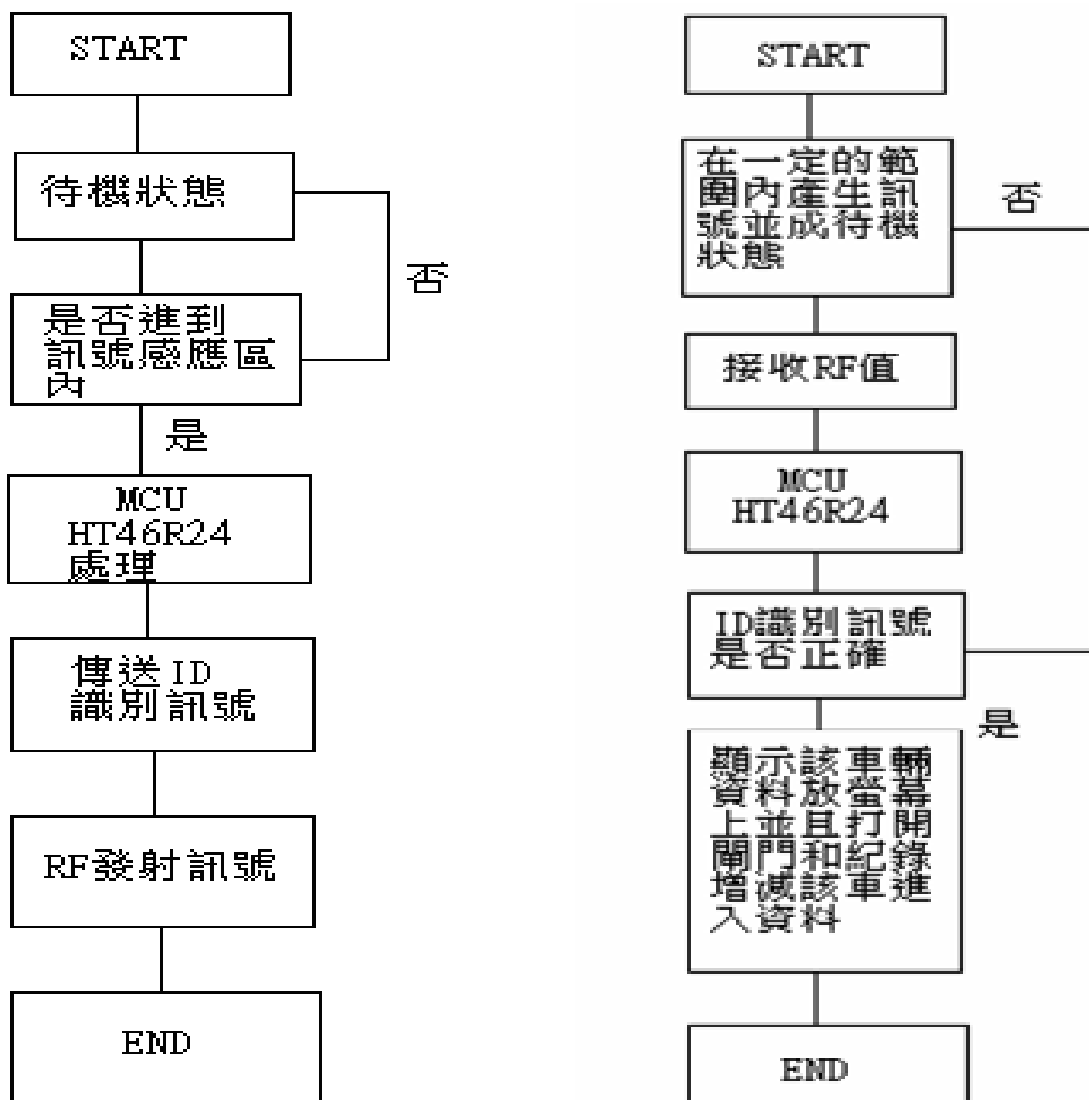 START
待機狀態
否
是否進到
訊號感應區
內
是
MCU
HT46R24
處理
傳送ID
識別訊號
RF發射訊號
END
START
在一定的範
圍內產生訊
號並成待機
狀態
否
接收RF值
MCU
HT46R24
ID識別訊號
是否正確
是
顯示該車輛
資料放螢幕
上並且打開
閘門和紀錄
增減該車進
入資料
END